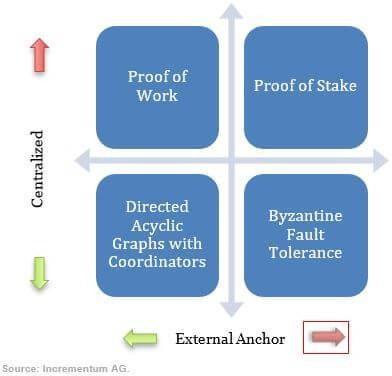 Proof of
Work
Proof of Stake
Centralized
Directed
Acyclic
Graphs with
Coordinators
Byzantine
Fault
Tolerance
External Anchor
Source: Incrementum AG.